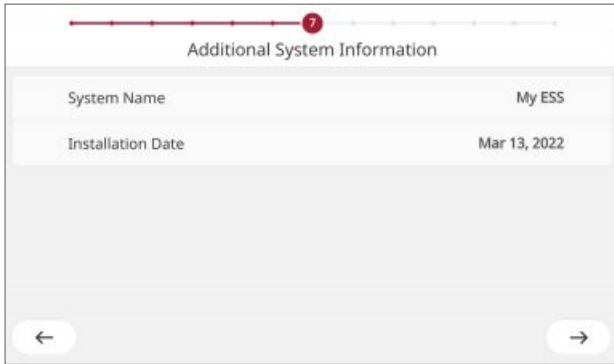 7
Additional System Information
System Name My ESS
Installation Date Mar 13, 2022